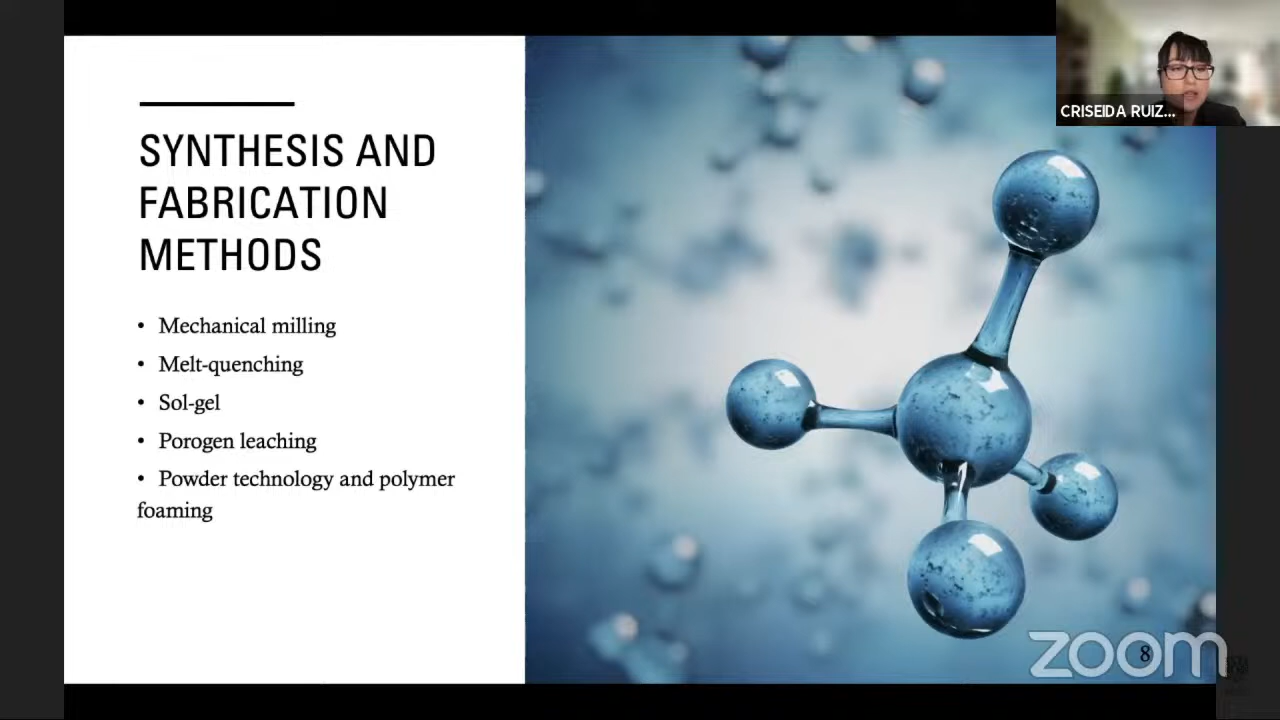 CRISEIDA RUIZ...
SYNTHESIS AND
FABRICATION
METHODS
• Mechanical milling
• Melt-quenching
• Sol-gel
• Porogen leaching
• Powder technology and polymer
foaming
8
zoom